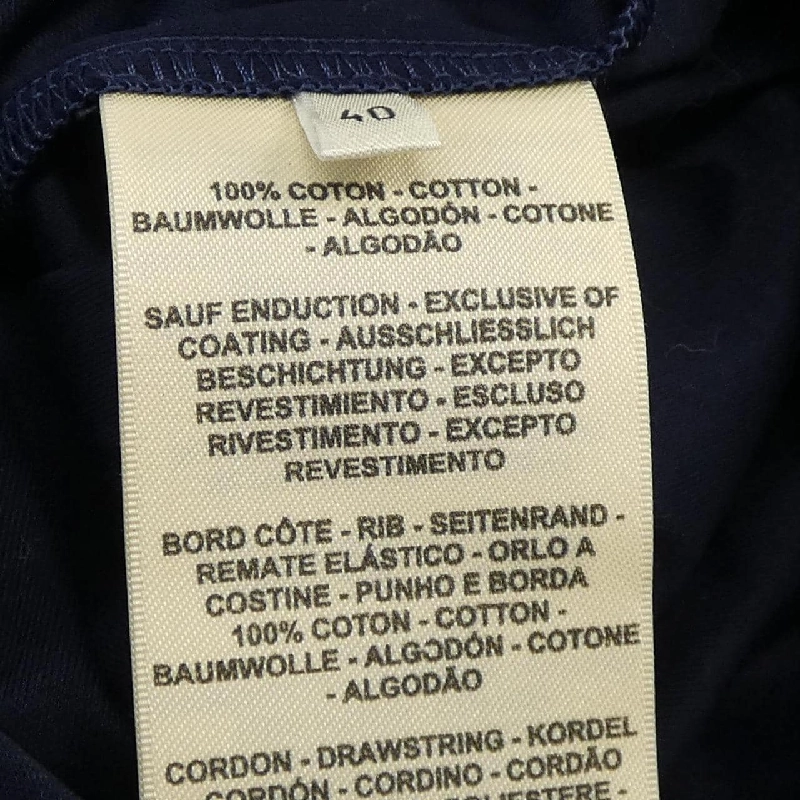 40
100% COTON - COTTON -
BAUMWOLLE - ALGODÓN - COTONE
- ALGODÃO
SAUF ENDUCTION - EXCLUSIVE OF
COATING - AUSSCHLIESSLICH
BESCHICHTUNG - EXCEPTO
REVESTIMIENTO - ESCLUSO
RIVESTIMENTO - EXCEPTO
REVESTIMENTO
BORD CÔTE - RIB - SEITENRAND -
REMATE ELÁSTICO - ORLO A
COSTINE - PUNHO E BORDA
100% COTON - COTTON -
BAUMWOLLE - ALGODÓN - COTONE
- ALGODÃO
CORDON - DRAWSTRING - KORDEL
CORDÓN - CORDINO - CORDÃO